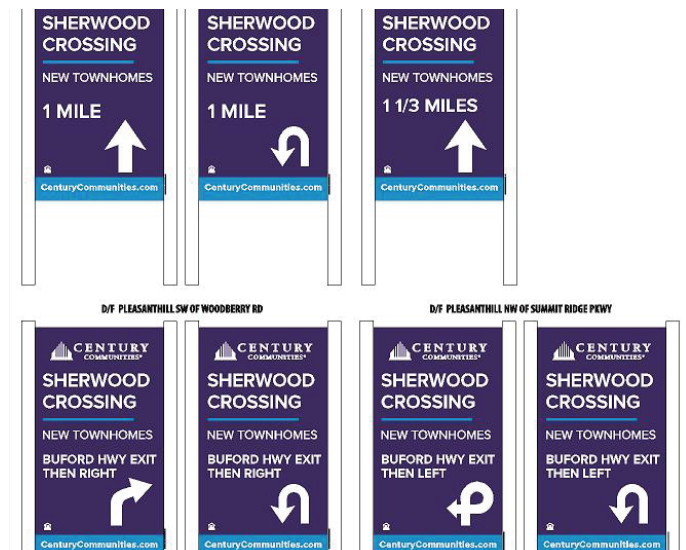 SHERWOOD
CROSSING
NEW TOWNHOMES
1 MILE
CenturyCommunities.com
SHERWOOD
CROSSING
NEW TOWNHOMES
1 MILE
CenturyCommunities.com
SHERWOOD
CROSSING
NEW TOWNHOMES
1 1/3 MILES
CenturyCommunities.com
D/F PLEASANTHILL SW OF WOODBERRY RD
D/F PLEASANTHILL NW OF SUMMIT RIDGE PKWY
CENTURY
COMMUNITIES®
SHERWOOD
CROSSING
NEW TOWNHOMES
BUFORD HWY EXIT
THEN RIGHT
CenturyCommunities.com
CENTURY
COMMUNITIES®
SHERWOOD
CROSSING
NEW TOWNHOMES
BUFORD HWY EXIT
THEN RIGHT
CenturyCommunities.com
CENTURY
COMMUNITIES®
SHERWOOD
CROSSING
NEW TOWNHOMES
BUFORD HWY EXIT
THEN LEFT
CenturyCommunities.com
CENTURY
COMMUNITIES®
SHERWOOD
CROSSING
NEW TOWNHOMES
BUFORD HWY EXIT
THEN LEFT
CenturyCommunities.com